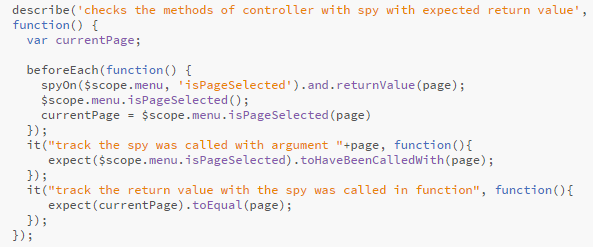 describe('checks the methods of controller with spy with expected return value',
function() {
  var currentPage;

  beforeEach(function() {
    spyOn($scope.menu, 'isPageSelected').and.returnValue(page);
    $scope.menu.isPageSelected();
    currentPage = $scope.menu.isPageSelected(page)
  });
  it("track the spy was called with argument "+page, function(){
    expect($scope.menu.isPageSelected).toHaveBeenCalledWith(page);
  });
  it("track the return value with the spy was called in function", function(){
    expect(currentPage).toEqual(page);
  });
});